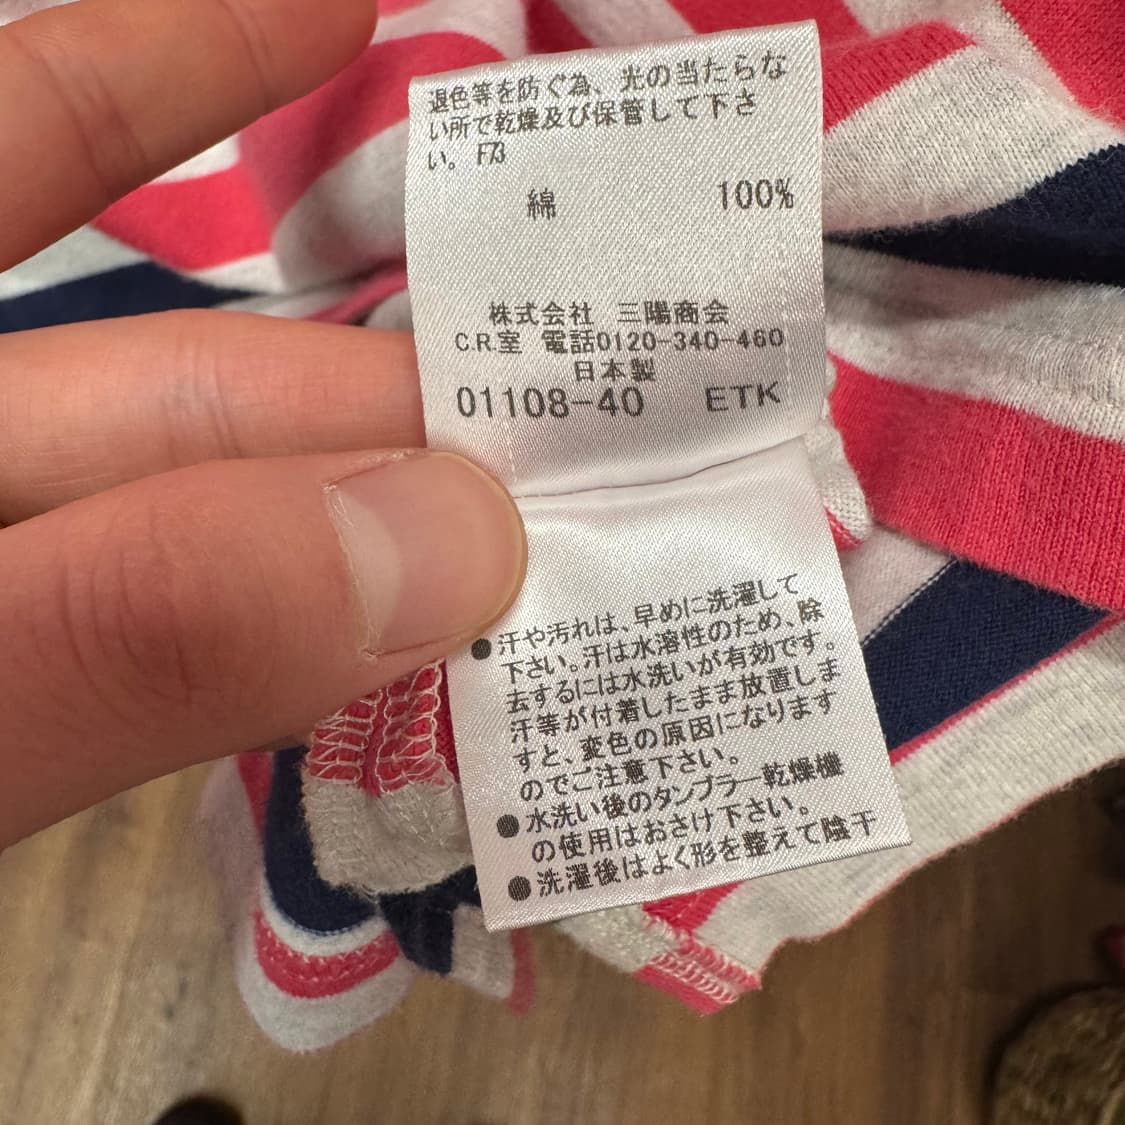 退色等を防ぐ為、光の当たらな
い所で乾燥及び保管して下さ
い。 F73
綿 100%
株式会社 三陽商会
C.R.室 電話0120-340-460
日本製
01108-40 ETK
●汗や汚れは、早めに洗濯して
下さい。汗は水溶性のため、除
去するには水洗いが有効です。
汗等が付着したまま放置しま
すと、変色の原因になります
のでご注意下さい。
●水洗い後のタンブラー乾燥機
の使用はおさけ下さい。
●洗濯後はよく形を整えて陰干